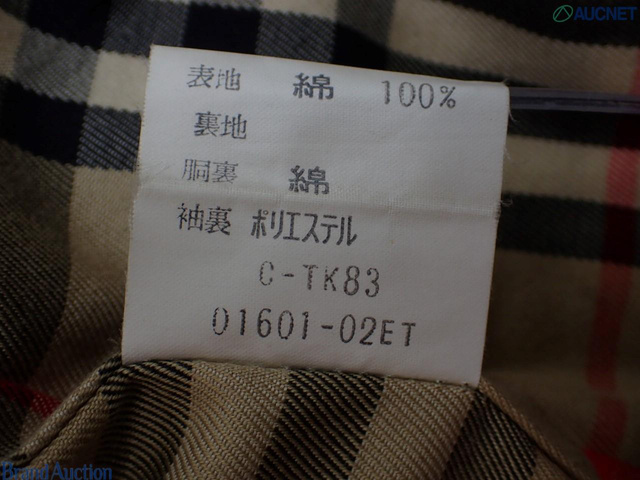 AUCNET
表地 綿 100%
裏地
胴裏 綿
袖裏 ポリエステル
C-TK83
01601-02ET
Brand Auction